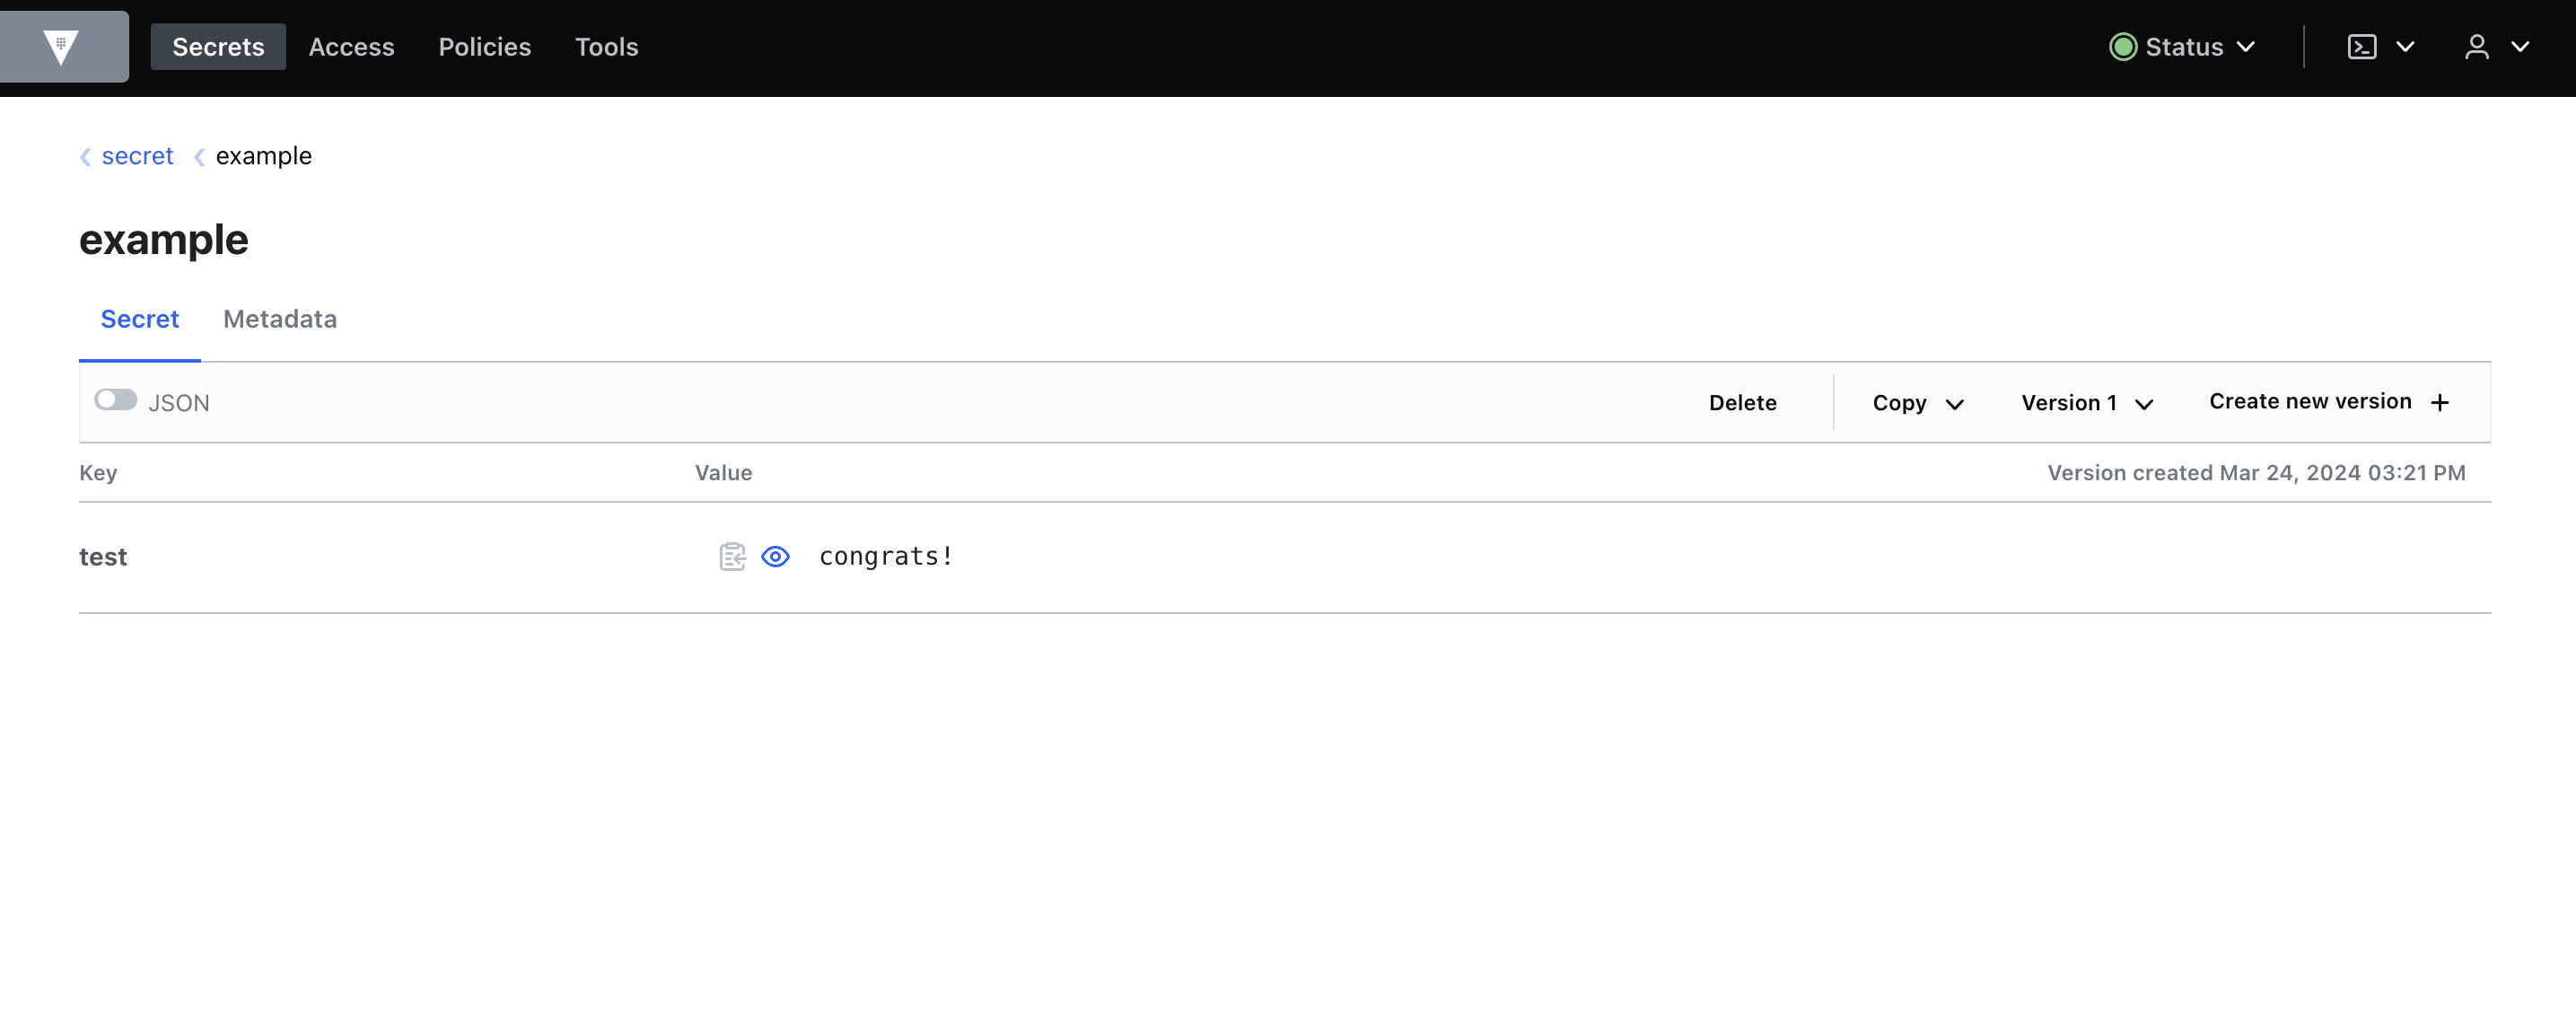 Secrets Access Policies Tools Status
secret example
example
Secret Metadata
JSON Delete Copy Version 1 Create new version +
Key Value Version created Mar 24, 2024 03:21 PM
test congrats!